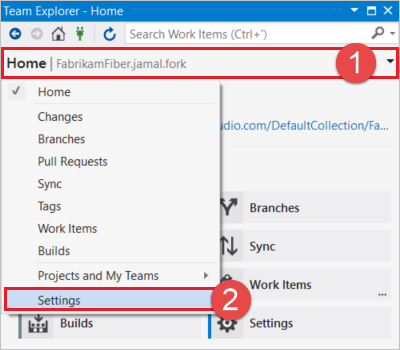 Team Explorer - Home
Search Work Items (Ctrl+')
Home | FabrikamFiber.jamal.fork
1
Home
Changes
Branches
Pull Requests
Sync
Tags
Work Items
Builds
Projects and My Teams
Settings
2
udio.com/DefaultCollection/Fa...
Branches
Sync
Work Items
...
Builds
Settings